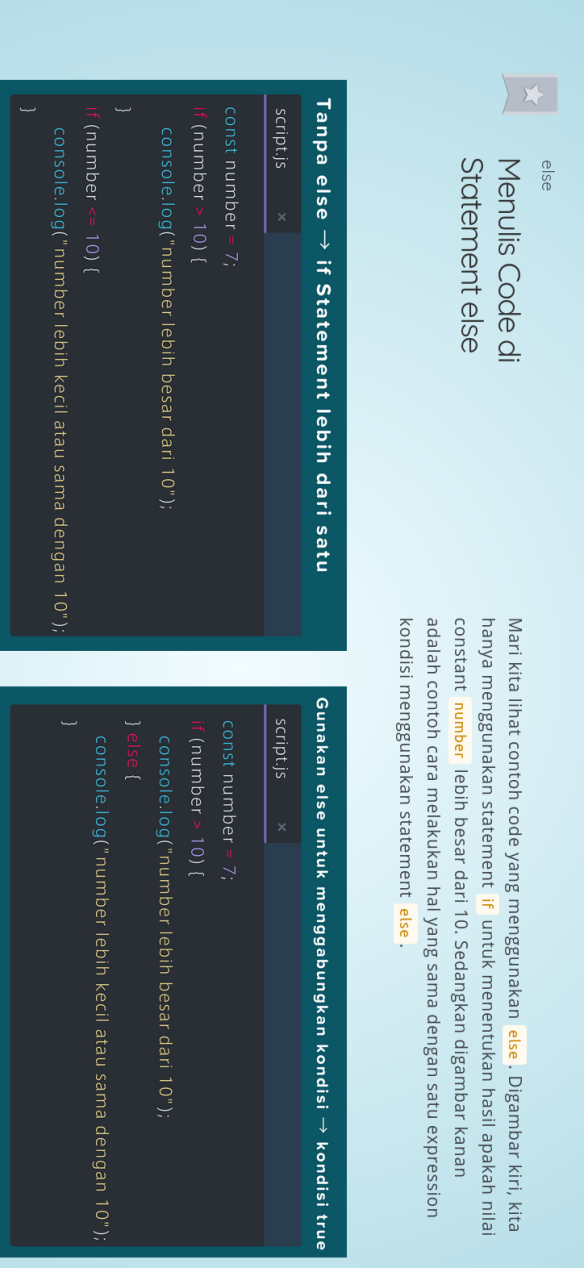 else
Menulis Code di
Statement else
Mari kita lihat contoh code yang menggunakan else. Digambar kiri, kita
hanya menggunakan statement if untuk menentukan hasil apakah nilai
constant number lebih besar dari 10. Sedangkan digambar kanan
adalah contoh cara melakukan hal yang sama dengan satu expression
kondisi menggunakan statement else.
Tanpa else → if Statement lebih dari satu
script.js ×
const number = 7;
if (number > 10) {
console.log("number lebih besar dari 10");
}
if (number <= 10) {
console.log("number lebih kecil atau sama dengan 10");
}
Gunakan else untuk menggabungkan kondisi → kondisi true
script.js ×
const number = 7;
if (number > 10) {
console.log("number lebih besar dari 10");
} else {
console.log("number lebih kecil atau sama dengan 10");
}